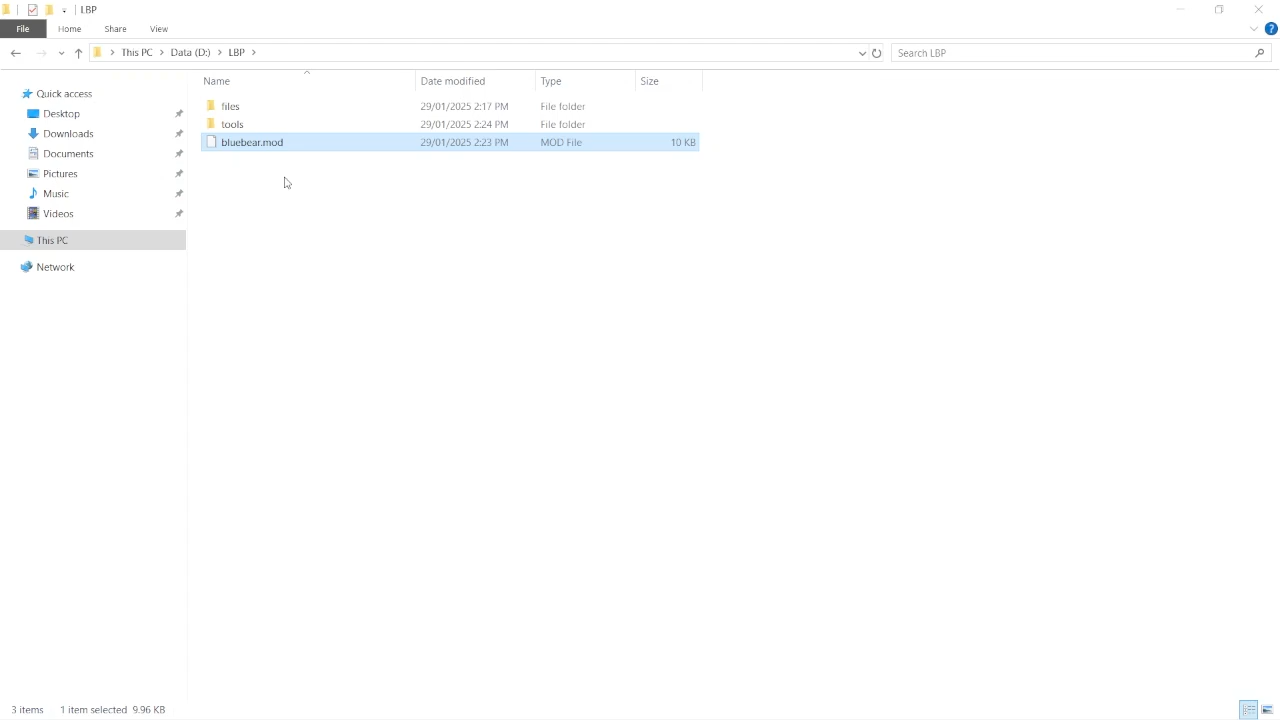 LBP
File Home Share View
This PC Data (D:) LBP Search LBP
Name Date modified Type Size
Quick access
Desktop
Downloads
Documents
Pictures
Music
Videos
This PC
Network
files 29/01/2025 2:17 PM File folder
tools 29/01/2025 2:24 PM File folder
bluebear.mod 29/01/2025 2:23 PM MOD File 10 KB
3 items 1 item selected 9.96 KB